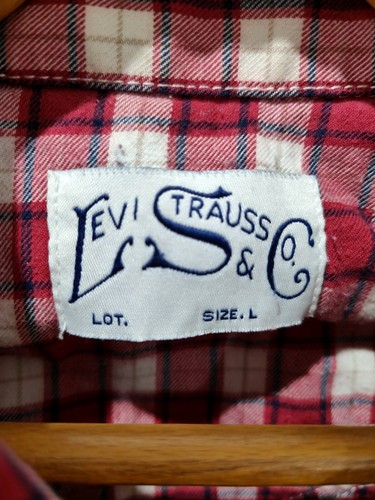 LEVI STRAUSS & CO.
LOT. SIZE. L